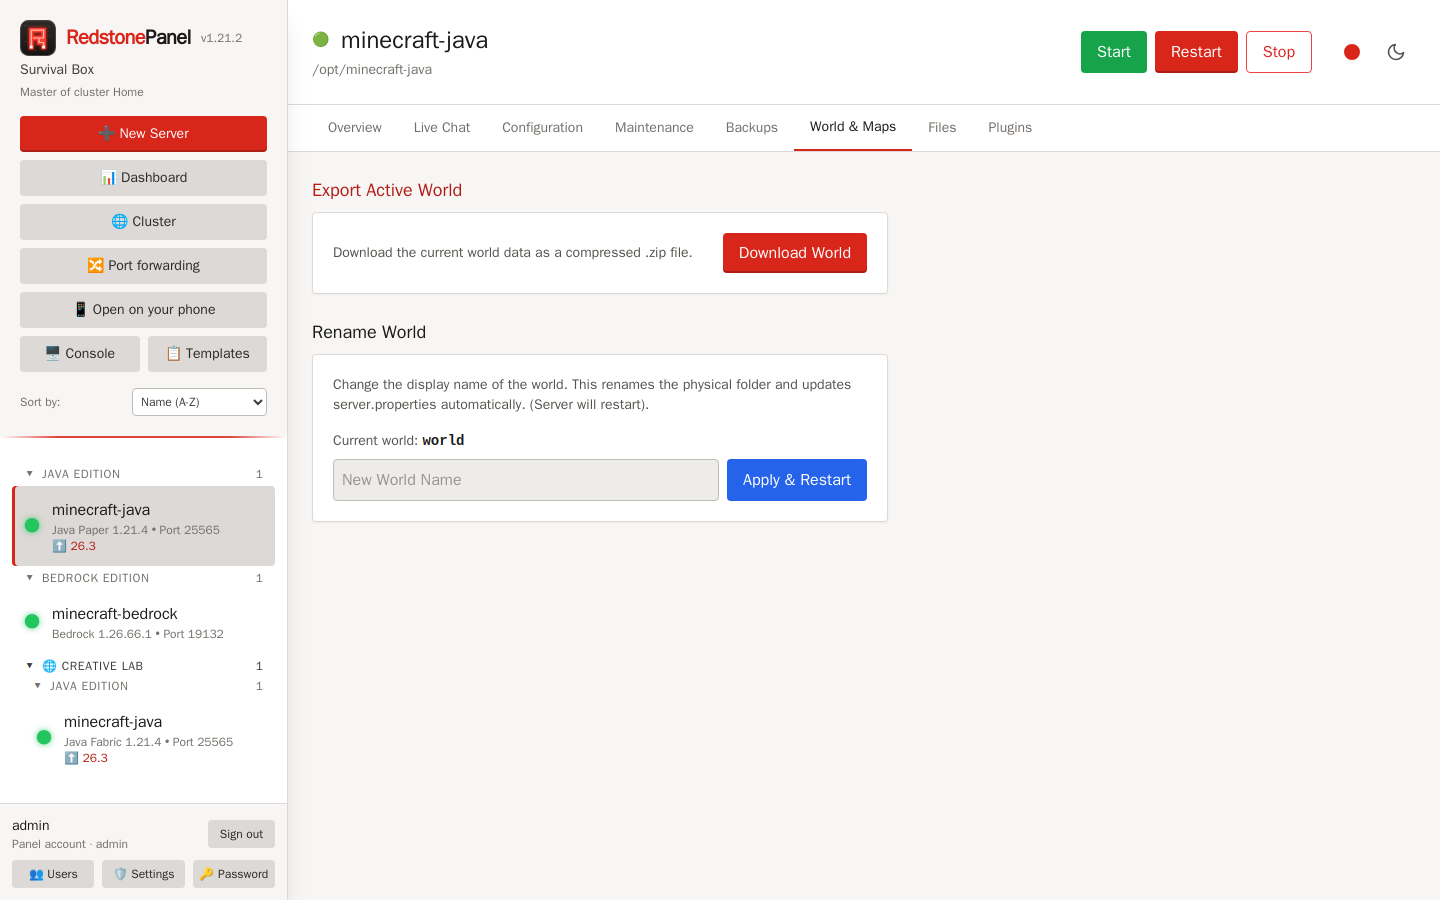 RedstonePanel v1.21.2
Survival Box
Master of cluster Home
➕ New Server
📊 Dashboard
🌐 Cluster
🔀 Port forwarding
📱 Open on your phone
🖥️ Console
📋 Templates
Sort by: Name (A-Z)
▼ JAVA EDITION 1
minecraft-java
Java Paper 1.21.4 • Port 25565
⬆️ 26.3
▼ BEDROCK EDITION 1
minecraft-bedrock
Bedrock 1.26.66.1 • Port 19132
▼ 🌐 CREATIVE LAB 1
▼ JAVA EDITION 1
minecraft-java
Java Fabric 1.21.4 • Port 25565
⬆️ 26.3
admin
Panel account · admin
Sign out
👥 Users
🛡️ Settings
🔑 Password
minecraft-java
/opt/minecraft-java
Start
Restart
Stop
Overview
Live Chat
Configuration
Maintenance
Backups
World & Maps
Files
Plugins
Export Active World
Download the current world data as a compressed .zip file.
Download World
Rename World
Change the display name of the world. This renames the physical folder and updates
server.properties automatically. (Server will restart).
Current world: world
New World Name
Apply & Restart